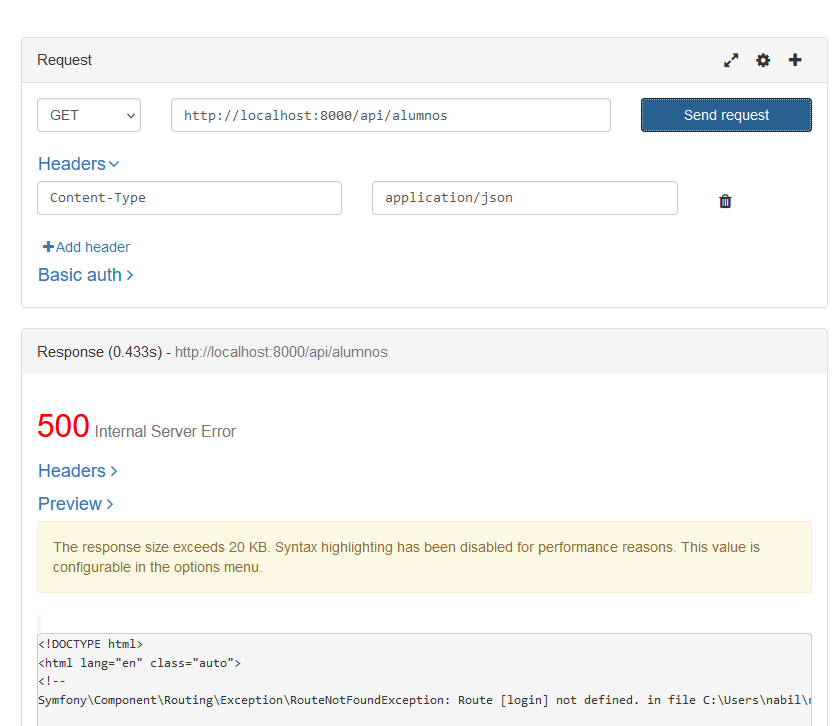 Request
GET http://localhost:8000/api/alumnos Send request
Headers
Content-Type application/json
Add header
Basic auth
Response (0.433s) - http://localhost:8000/api/alumnos
500 Internal Server Error
Headers
Preview
The response size exceeds 20 KB. Syntax highlighting has been disabled for performance reasons. This value is
configurable in the options menu.
<!DOCTYPE html>
<html lang="en" class="auto">
<!--
Symfony\Component\Routing\Exception\RouteNotFoundException: Route [login] not defined. in file C:\Users\nabil\